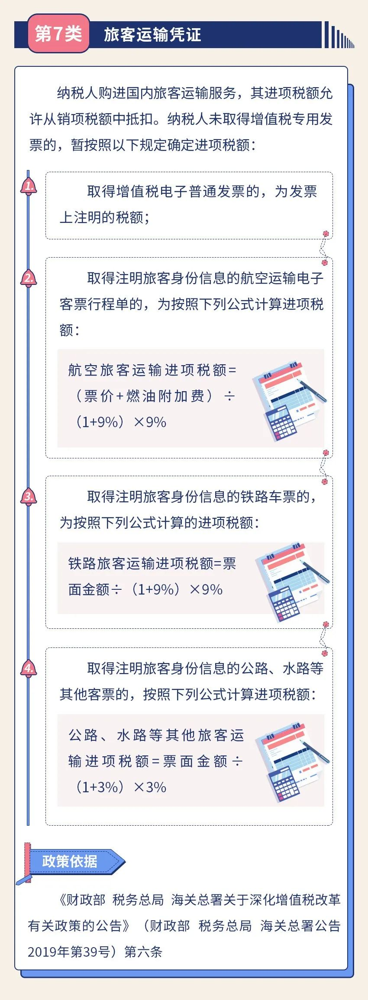 第7类 旅客运输凭证
纳税人购进国内旅客运输服务，其进项税额允
许从销项税额中抵扣。纳税人未取得增值税专用发
票的，暂按照以下规定确定进项税额：
1.
取得增值税电子普通发票的，为发票
上注明的税额；
2.
取得注明旅客身份信息的航空运输电子
客票行程单的，为按照下列公式计算进项税
额：
航空旅客运输进项税额=
（票价+燃油附加费）÷
（1+9%）×9%
3.
取得注明旅客身份信息的铁路车票的，
为按照下列公式计算的进项税额：
铁路旅客运输进项税额=票
面金额÷（1+9%）×9%
4.
取得注明旅客身份信息的公路、水路等
其他客票的，按照下列公式计算进项税额：
公路、水路等其他旅客运
输进项税额=票面金额÷
（1+3%）×3%
政策依据
《财政部 税务总局 海关总署关于深化增值税改革
有关政策的公告》（财政部 税务总局 海关总署公告
2019年第39号）第六条